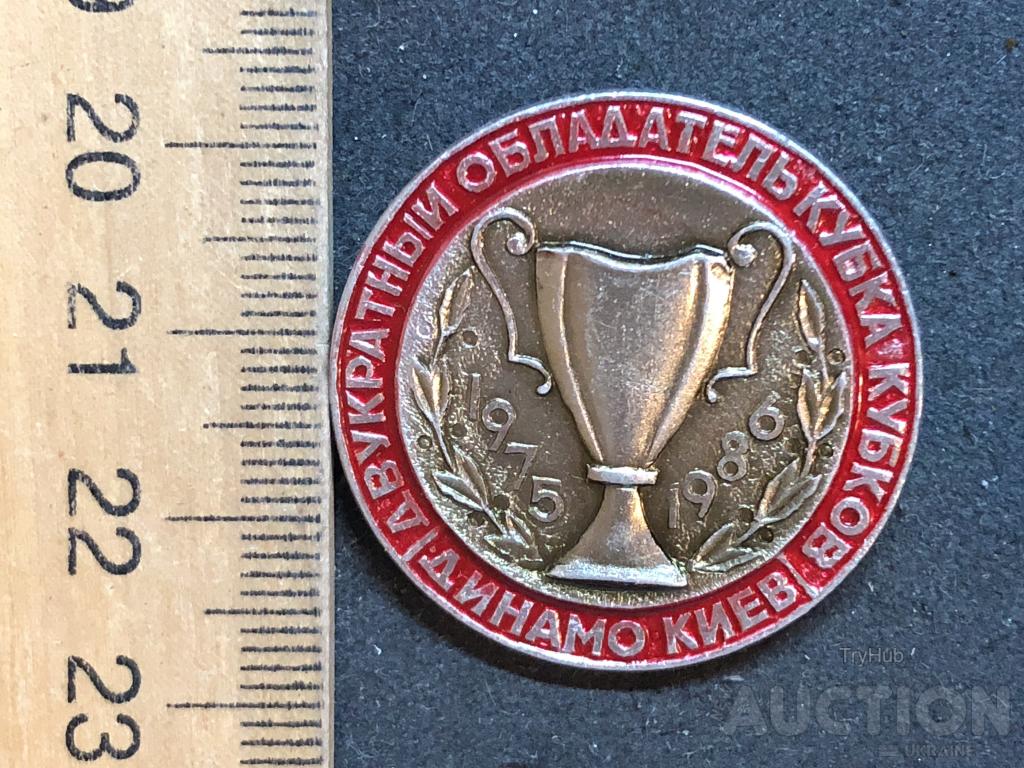 20
21
22
23
ДВУКРАТНЫЙ ОБЛАДАТЕЛЬ КУБКА КУБКОВ
1975
1986
ДИНАМО КИЕВ
TryHub
AUCTION
UKRAINE